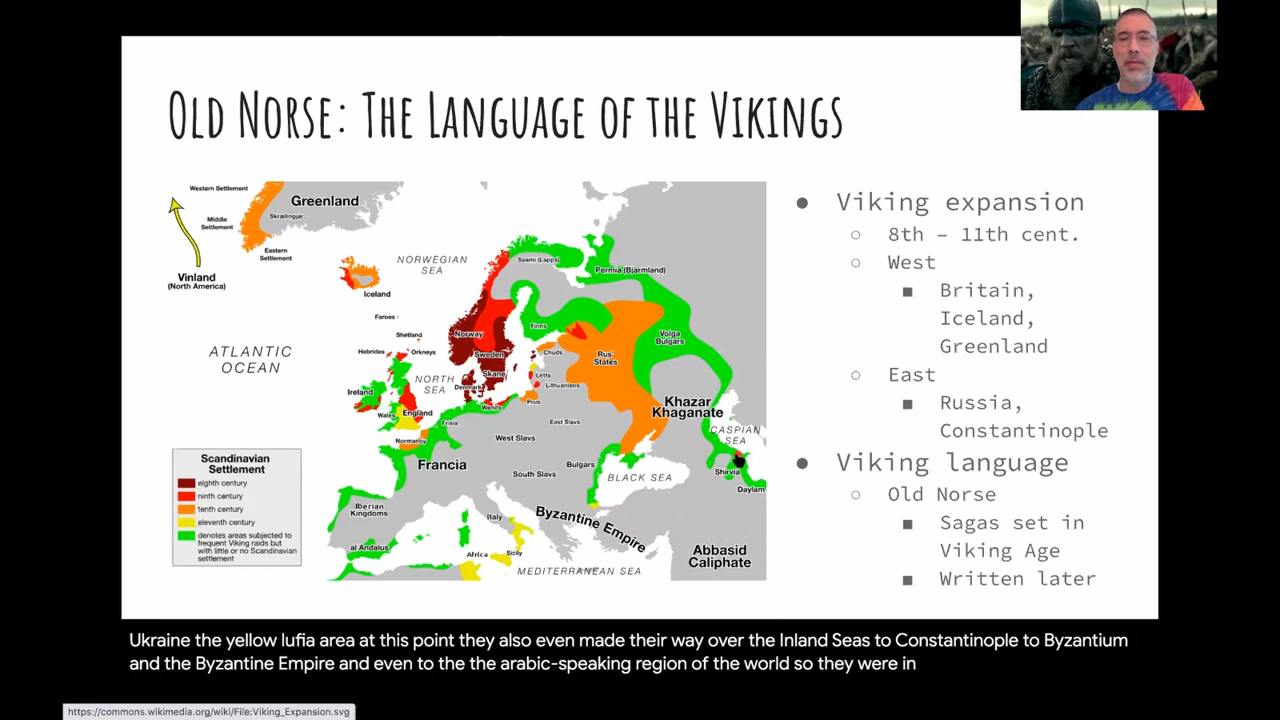 OLD NORSE: THE LANGUAGE OF THE VIKINGS
Western Settlement
Greenland
Skrælingjar
Middle
Settlement
Eastern
Settlement
Vinland
(North America)
NORWEGIAN
SEA
Iceland
Faroes
Shetland
Hebrides
Orkneys
ATLANTIC
OCEAN
NORTH
SEA
Ireland
Wales
England
Normandy
Frisia
Francia
Norway
Sweden
Skane
Denmark
Wends
Saami (Lapps)
Permia (Bjarmland)
Finns
Chuds
Letts
Lithuanians
Prus
Rus'
States
Volga
Bulgars
East Slavs
West Slavs
South Slavs
Bulgars
Khazar
Khaganate
CASPIAN
SEA
Shirvia
Daylam
BLACK SEA
Byzantine Empire
Abbasid
Caliphate
Iberian
Kingdoms
al Andalus
Italy
Africa
Sicily
MEDITERRANEAN SEA
Scandinavian
Settlement
eighth century
ninth century
tenth century
eleventh century
denotes areas subjected to
frequent Viking raids but
with little or no Scandinavian
settlement
● Viking expansion
○ 8th – 11th cent.
○ West
■ Britain,
Iceland,
Greenland
○ East
■ Russia,
Constantinople
● Viking language
○ Old Norse
■ Sagas set in
Viking Age
■ Written later
Ukraine the yellow lufia area at this point they also even made their way over the Inland Seas to Constantinople to Byzantium
and the Byzantine Empire and even to the the arabic-speaking region of the world so they were in
https://commons.wikimedia.org/wiki/File:Viking_Expansion.svg